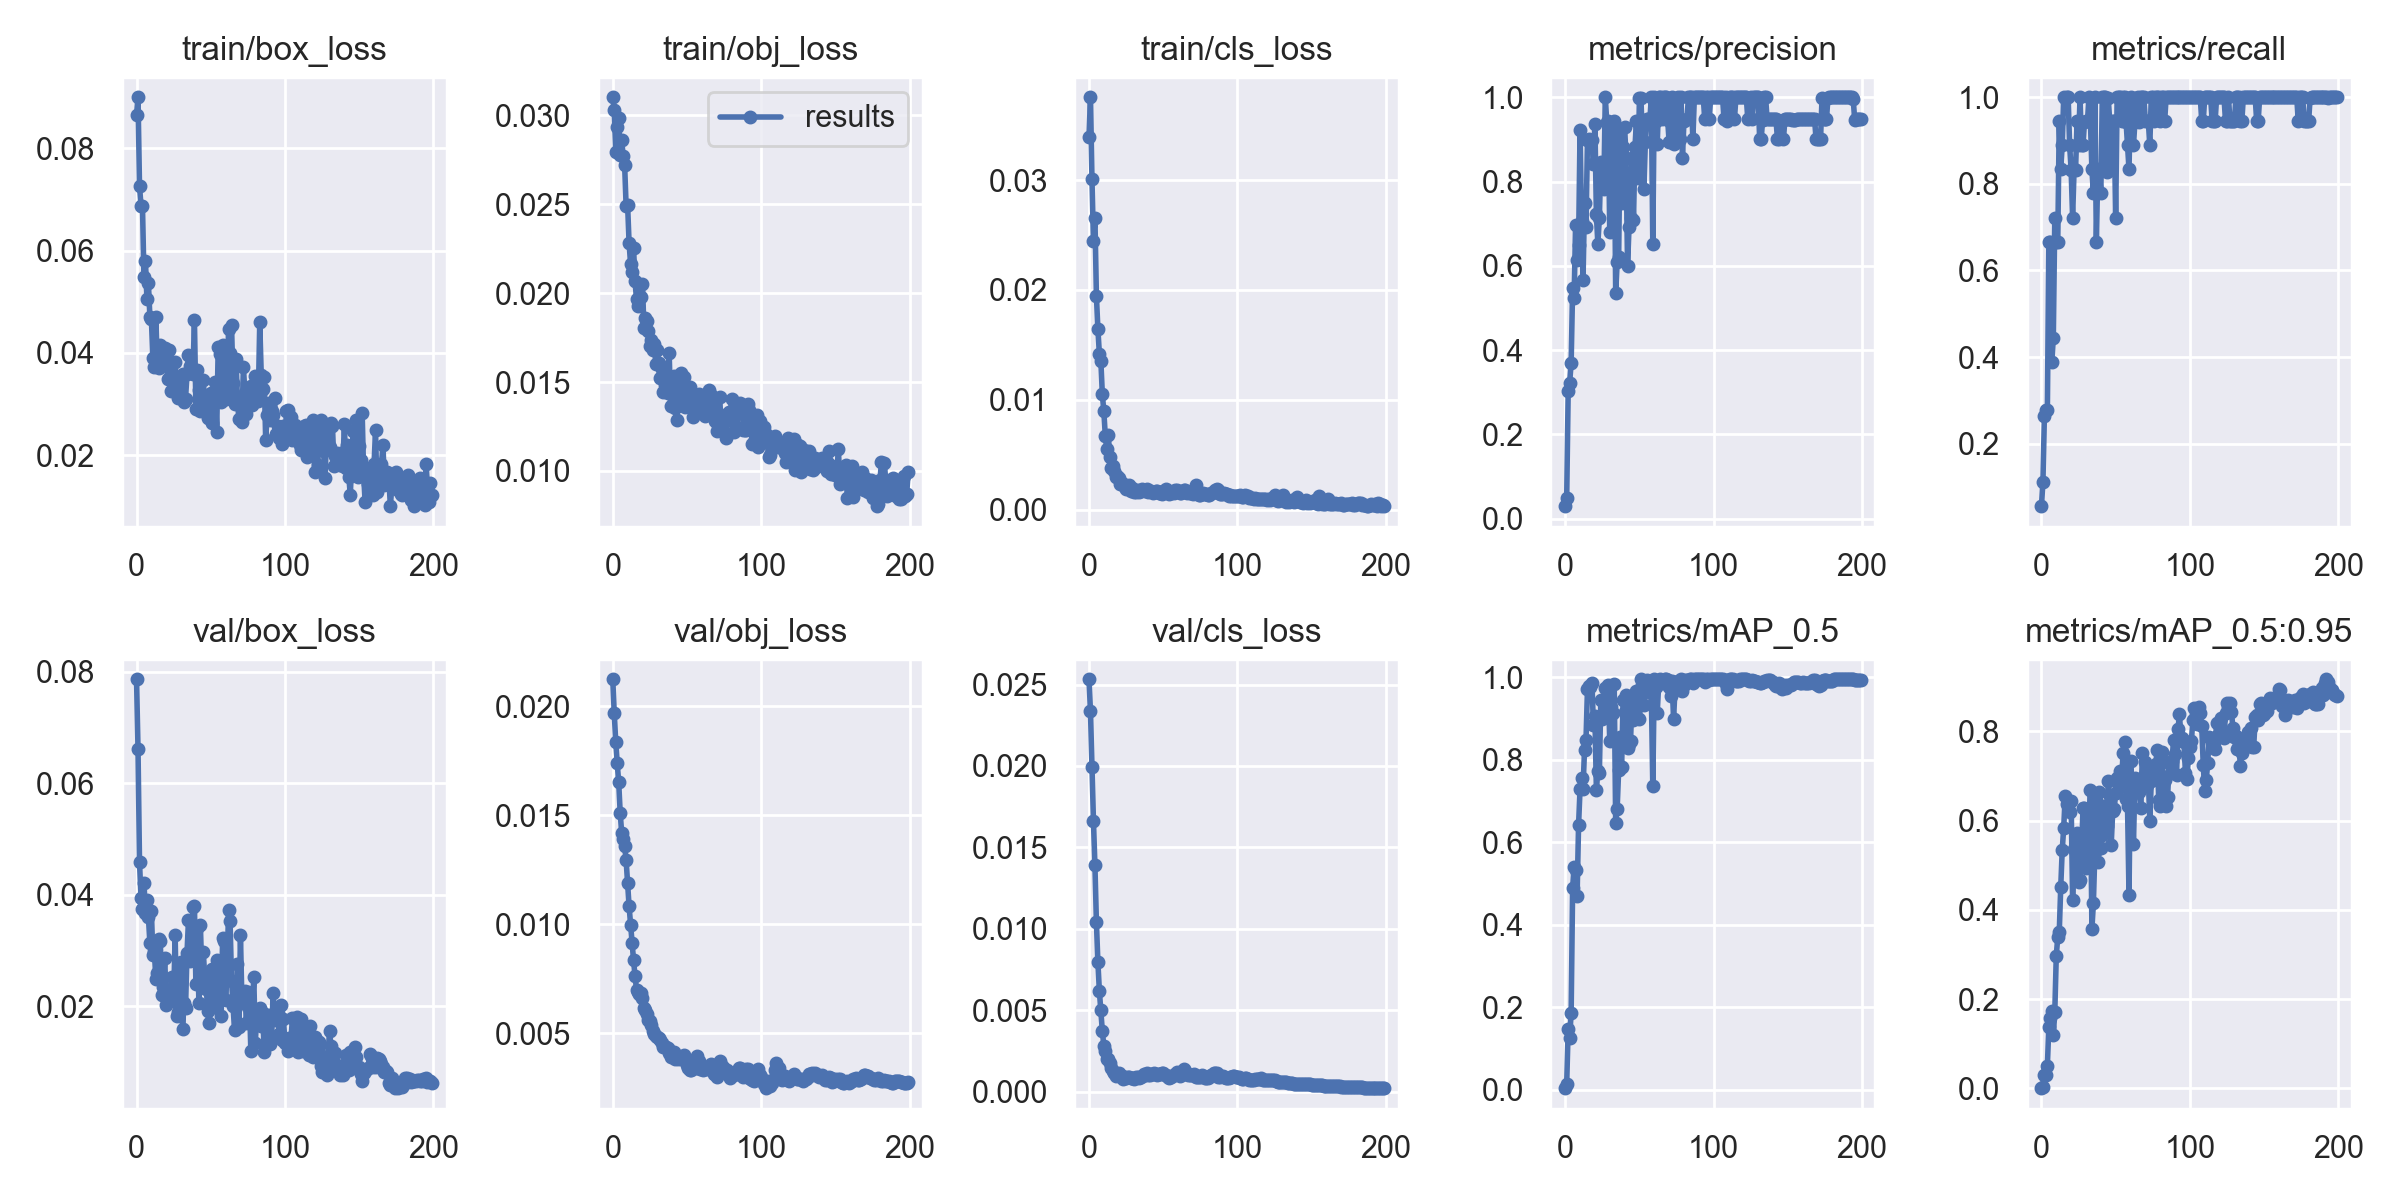 train/box_loss
0.08
0.06
0.04
0.02
0 100 200
train/obj_loss
results
0.030
0.025
0.020
0.015
0.010
0 100 200
train/cls_loss
0.03
0.02
0.01
0.00
0 100 200
metrics/precision
1.0
0.8
0.6
0.4
0.2
0.0
0 100 200
metrics/recall
1.0
0.8
0.6
0.4
0.2
0 100 200
val/box_loss
0.08
0.06
0.04
0.02
0 100 200
val/obj_loss
0.020
0.015
0.010
0.005
0 100 200
val/cls_loss
0.025
0.020
0.015
0.010
0.005
0.000
0 100 200
metrics/mAP_0.5
1.0
0.8
0.6
0.4
0.2
0.0
0 100 200
metrics/mAP_0.5:0.95
0.8
0.6
0.4
0.2
0.0
0 100 200